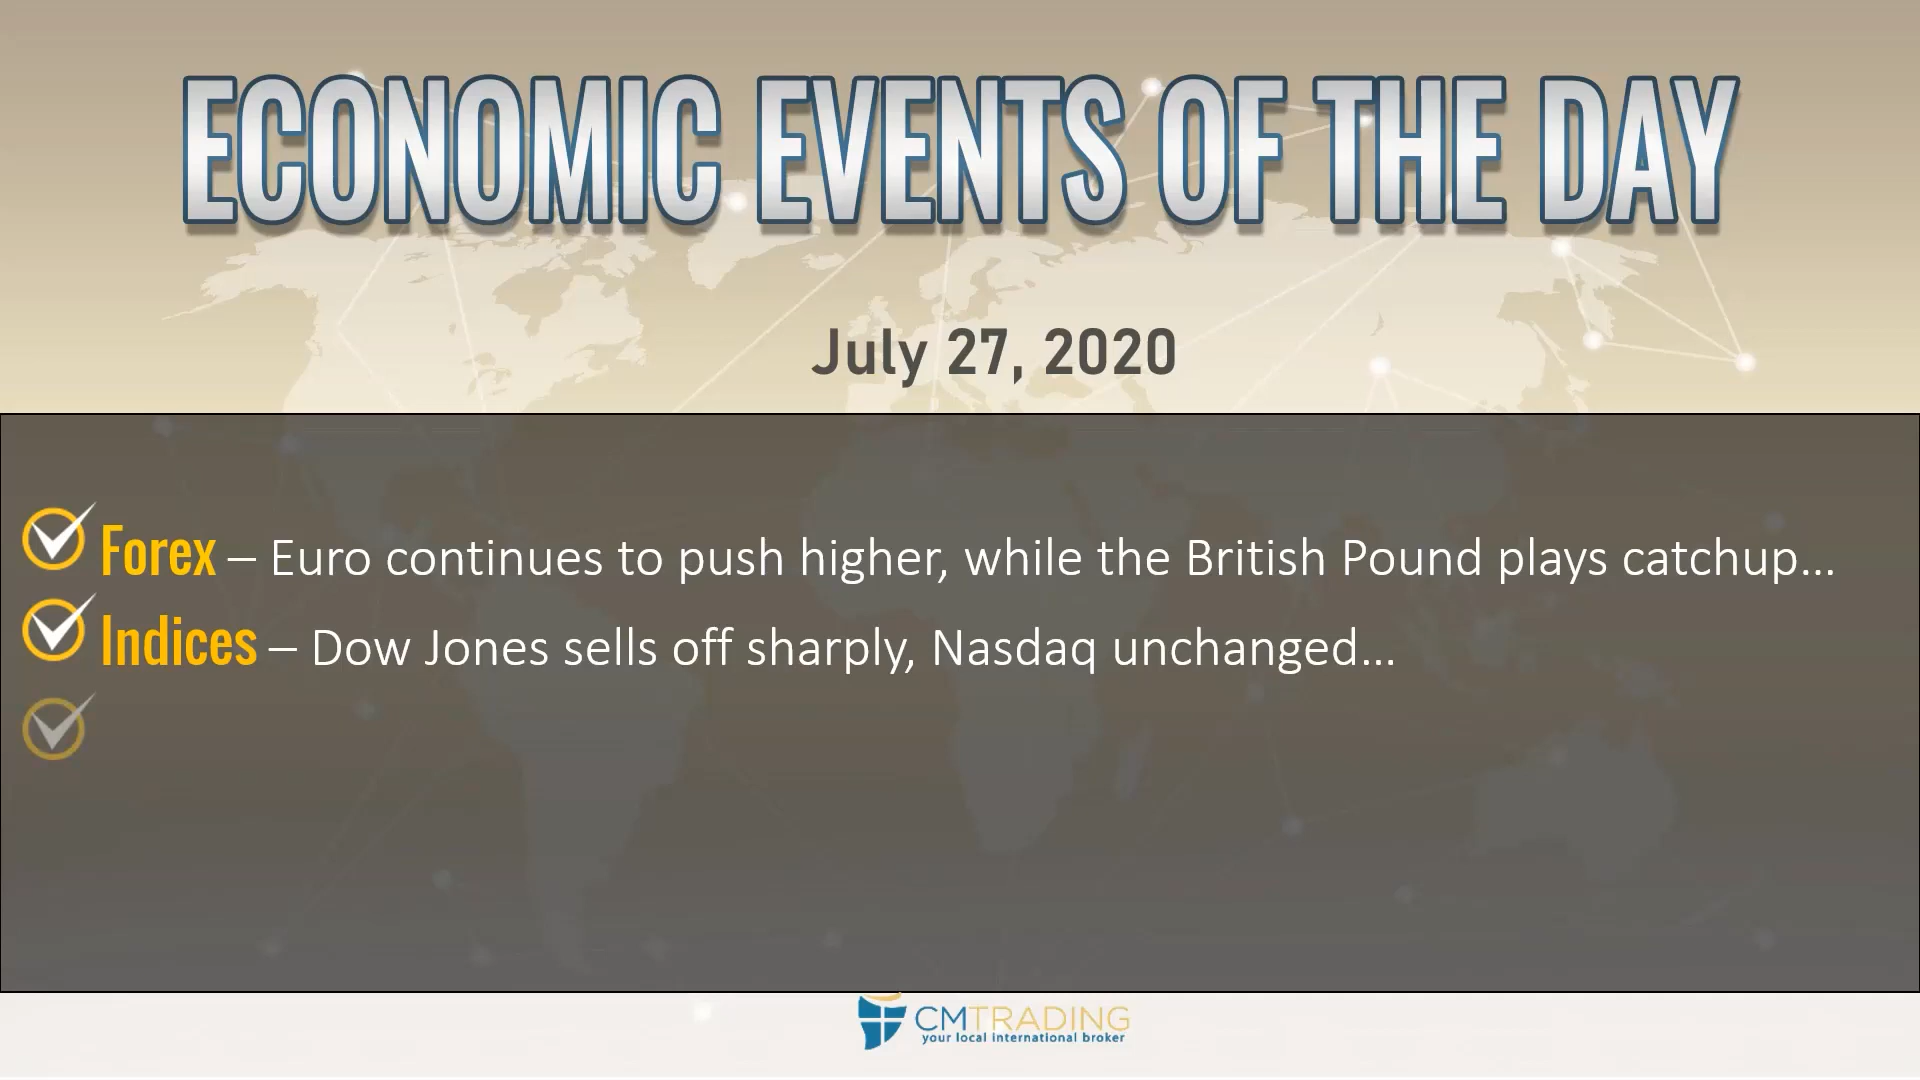 ECONOMIC EVENTS OF THE DAY
July 27, 2020
Forex – Euro continues to push higher, while the British Pound plays catchup...
Indices – Dow Jones sells off sharply, Nasdaq unchanged...
CMTRADING
your local international broker